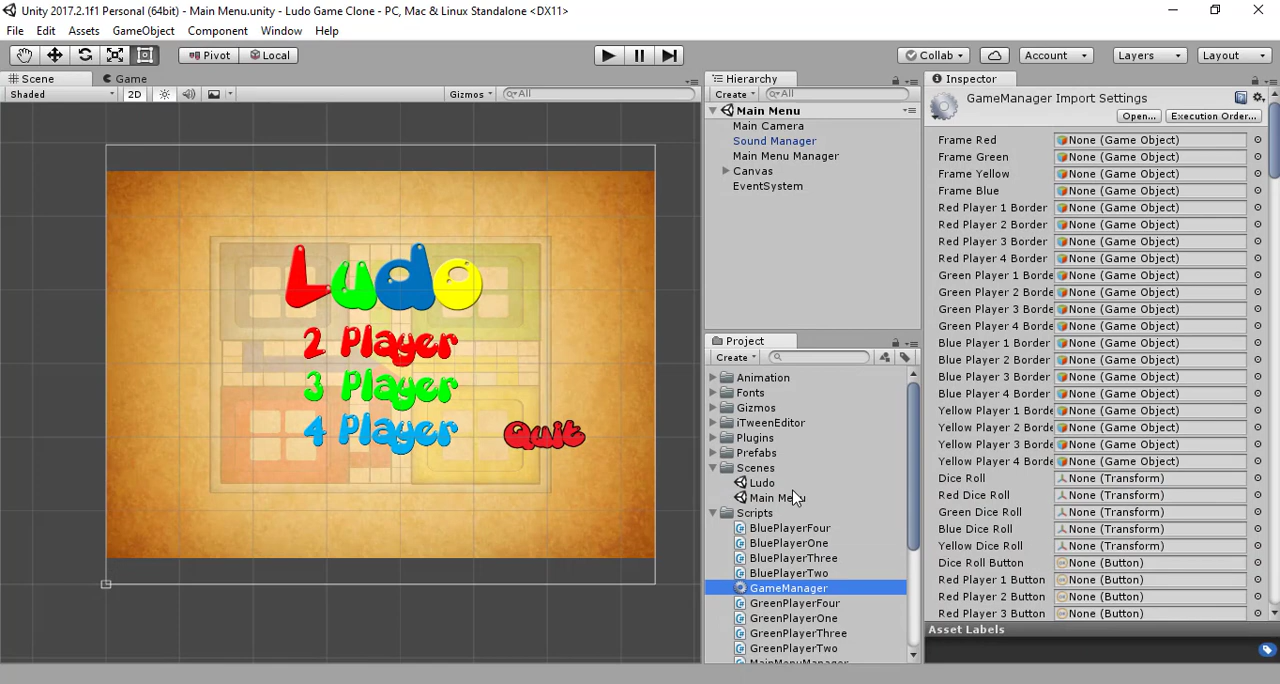 Unity 2017.2.1f1 Personal (64bit) - Main Menu.unity - Ludo Game Clone - PC, Mac & Linux Standalone <DX11>
File Edit Assets GameObject Component Window Help
Pivot Local Collab Account Layers Layout
Scene Game
Shaded 2D Gizmos All
Ludo
2 Player
3 Player
4 Player
Quit
Hierarchy
Create All
Main Menu
Main Camera
Sound Manager
Main Menu Manager
Canvas
EventSystem
Project
Create
Animation
Fonts
Gizmos
iTweenEditor
Plugins
Prefabs
Scenes
Ludo
Main Menu
Scripts
BluePlayerFour
BluePlayerOne
BluePlayerThree
BluePlayerTwo
GameManager
GreenPlayerFour
GreenPlayerOne
GreenPlayerThree
GreenPlayerTwo
MainMenuManager
Inspector
GameManager Import Settings
Open... Execution Order...
Frame Red None (Game Object)
Frame Green None (Game Object)
Frame Yellow None (Game Object)
Frame Blue None (Game Object)
Red Player 1 Border None (Game Object)
Red Player 2 Border None (Game Object)
Red Player 3 Border None (Game Object)
Red Player 4 Border None (Game Object)
Green Player 1 Borde None (Game Object)
Green Player 2 Borde None (Game Object)
Green Player 3 Borde None (Game Object)
Green Player 4 Borde None (Game Object)
Blue Player 1 Border None (Game Object)
Blue Player 2 Border None (Game Object)
Blue Player 3 Border None (Game Object)
Blue Player 4 Border None (Game Object)
Yellow Player 1 Borde None (Game Object)
Yellow Player 2 Borde None (Game Object)
Yellow Player 3 Borde None (Game Object)
Yellow Player 4 Borde None (Game Object)
Dice Roll None (Transform)
Red Dice Roll None (Transform)
Green Dice Roll None (Transform)
Blue Dice Roll None (Transform)
Yellow Dice Roll None (Transform)
Dice Roll Button None (Button)
Red Player 1 Button None (Button)
Red Player 2 Button None (Button)
Red Player 3 Button None (Button)
Asset Labels